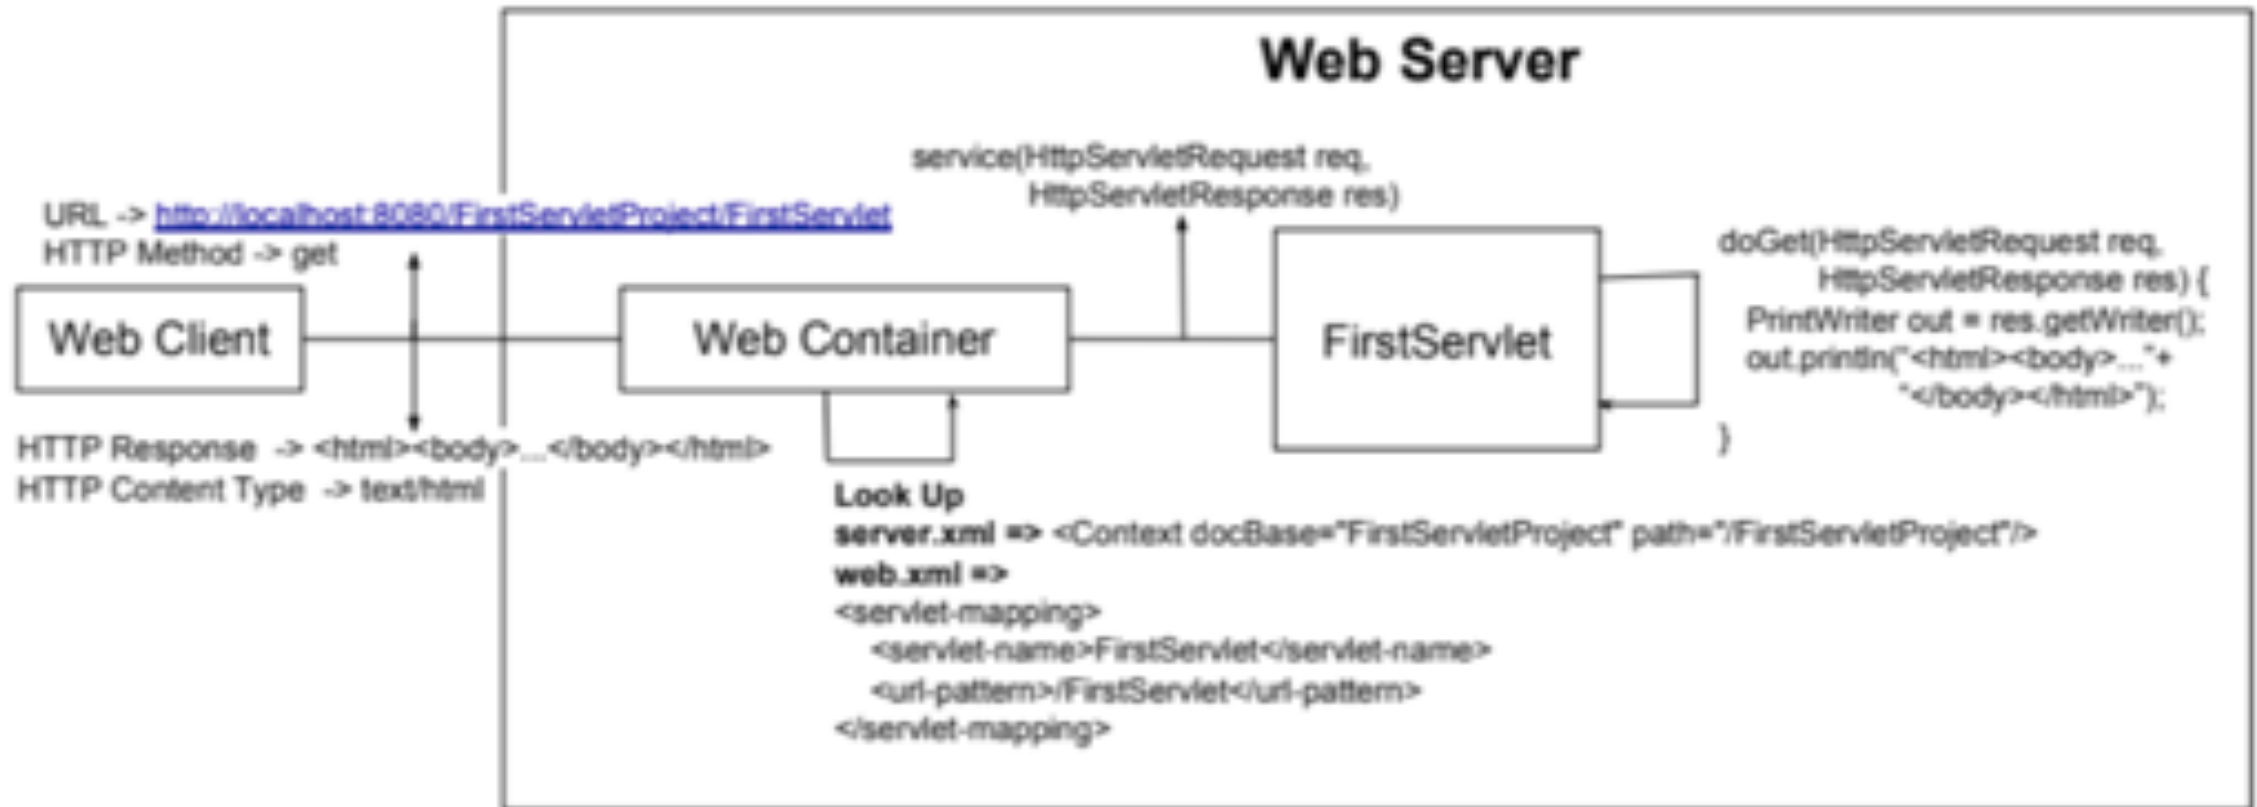 Web Server
service(HttpServletRequest req,
HttpServletResponse res)
URL -> http://localhost:8080/FirstServletProject/FirstServlet
HTTP Method -> get
doGet(HttpServletRequest req,
HttpServletResponse res) {
PrintWriter out = res.getWriter();
out.println("<html><body>..."+
"</body></html>");
}
Web Client
Web Container
FirstServlet
HTTP Response -> <html><body>...</body></html>
HTTP Content Type -> text/html
Look Up
server.xml => <Context docBase="FirstServletProject" path="/FirstServletProject"/>
web.xml =>
<servlet-mapping>
<servlet-name>FirstServlet</servlet-name>
<url-pattern>/FirstServlet</url-pattern>
</servlet-mapping>